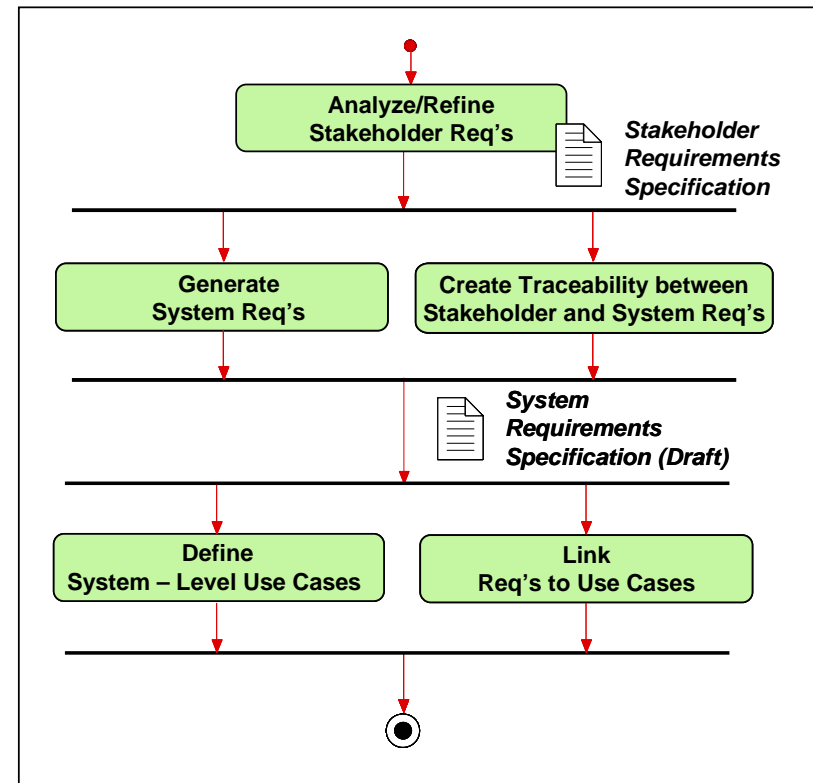 Analyze/Refine
Stakeholder Req's
Stakeholder
Requirements
Specification
Generate
System Req's
Create Traceability between
Stakeholder and System Req's
System
Requirements
Specification (Draft)
Define
System – Level Use Cases
Link
Req's to Use Cases